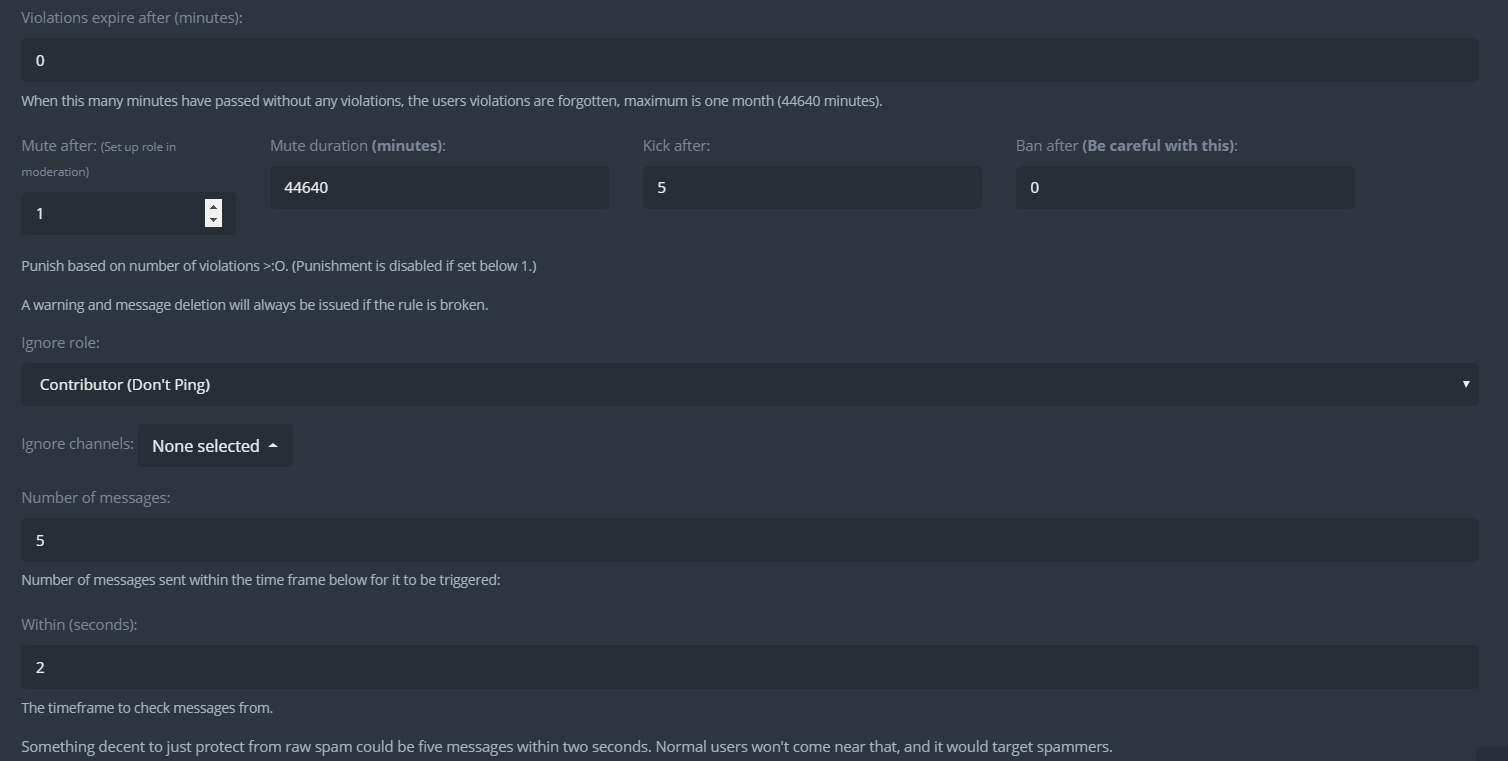 Violations expire after (minutes):
0
When this many minutes have passed without any violations, the users violations are forgotten, maximum is one month (44640 minutes).
Mute after: (Set up role in
moderation)
1
Mute duration (minutes):
44640
Kick after:
5
Ban after (Be careful with this):
0
Punish based on number of violations >:O. (Punishment is disabled if set below 1.)
A warning and message deletion will always be issued if the rule is broken.
Ignore role:
Contributor (Don't Ping)
Ignore channels: None selected
Number of messages:
5
Number of messages sent within the time frame below for it to be triggered:
Within (seconds):
2
The timeframe to check messages from.
Something decent to just protect from raw spam could be five messages within two seconds. Normal users won't come near that, and it would target spammers.